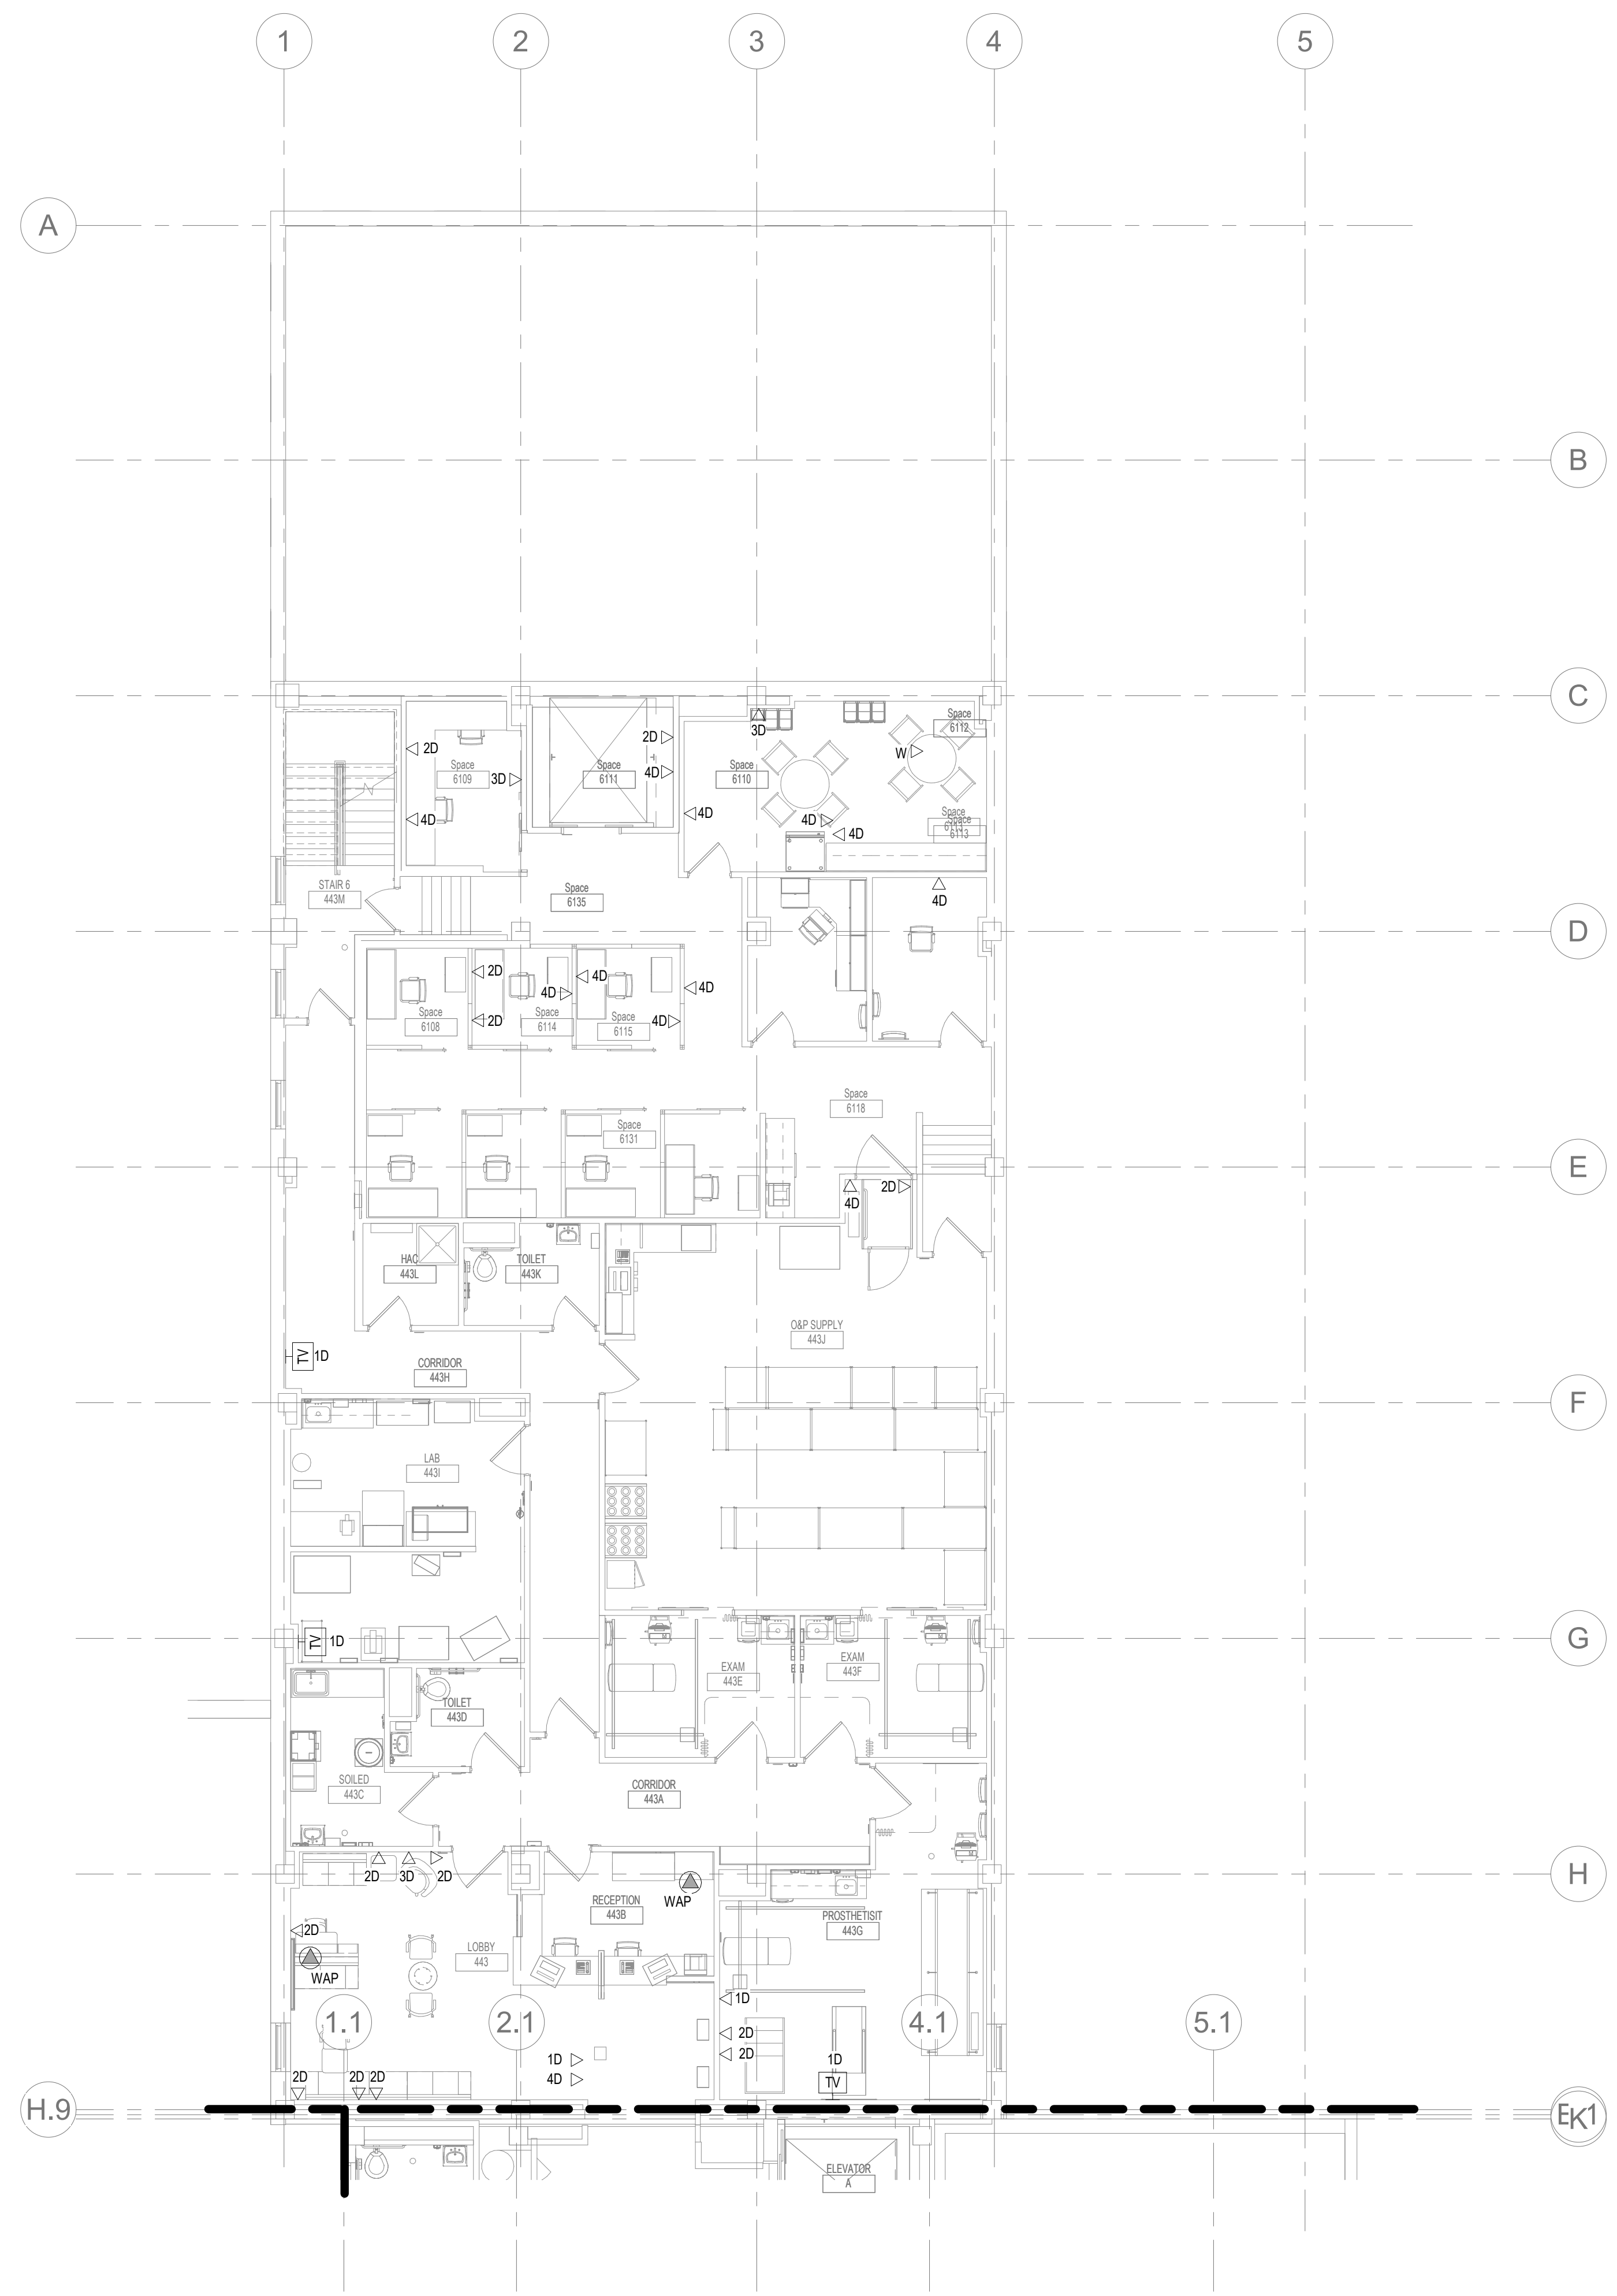 1
2
3
4
5
A
B
C
Space
6112
3D
2D
2D
W
Space
6109
3D
Space
6111
4D
Space
6110
4D
4D
4D
4D
Space
Space
6113
6113
STAIR 6
443M
Space
6135
4D
D
2D
4D
4D
4D
2D
4D
Space
6108
Space
6114
Space
6115
Space
6118
Space
6131
E
4D
2D
HAC
443L
TOILET
443K
O&P SUPPLY
443J
TV
1D
CORRIDOR
443H
F
LAB
443I
TV
1D
G
EXAM
443E
EXAM
443F
TOILET
443D
SOILED
443C
CORRIDOR
443A
2D
3D
2D
H
WAP
RECEPTION
443B
PROSTHETISIT
443G
2D
LOBBY
443
WAP
1D
1.1
2.1
4.1
5.1
2D
2D
1D
4D
1D
TV
2D
2D
2D
H.9
EK1
ELEVATOR
A